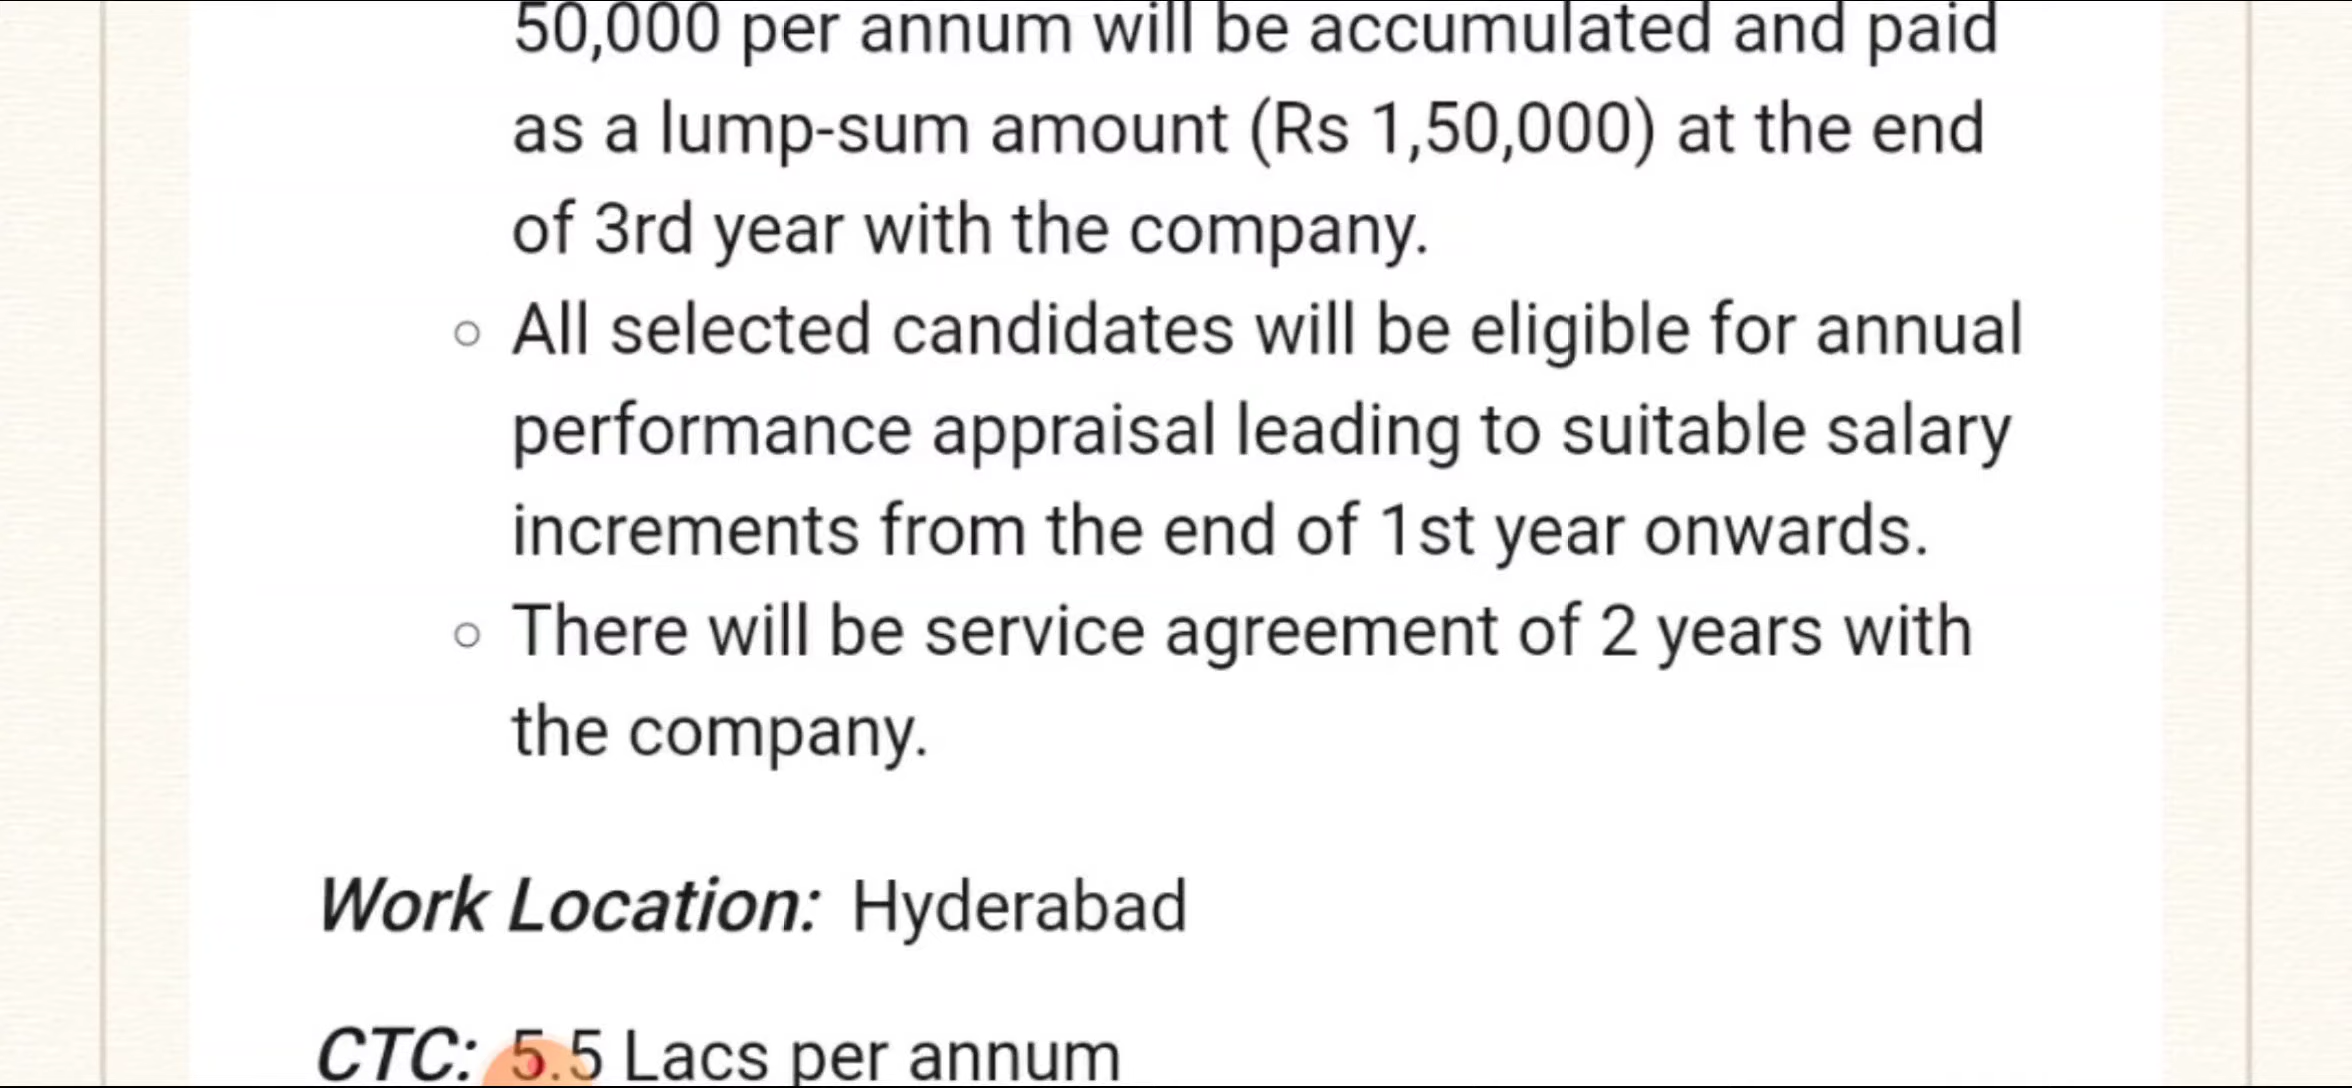 50,000 per annum will be accumulated and paid
as a lump-sum amount (Rs 1,50,000) at the end
of 3rd year with the company.
All selected candidates will be eligible for annual
performance appraisal leading to suitable salary
increments from the end of 1st year onwards.
There will be service agreement of 2 years with
the company.
Work Location: Hyderabad
CTC: 5.5 Lacs per annum